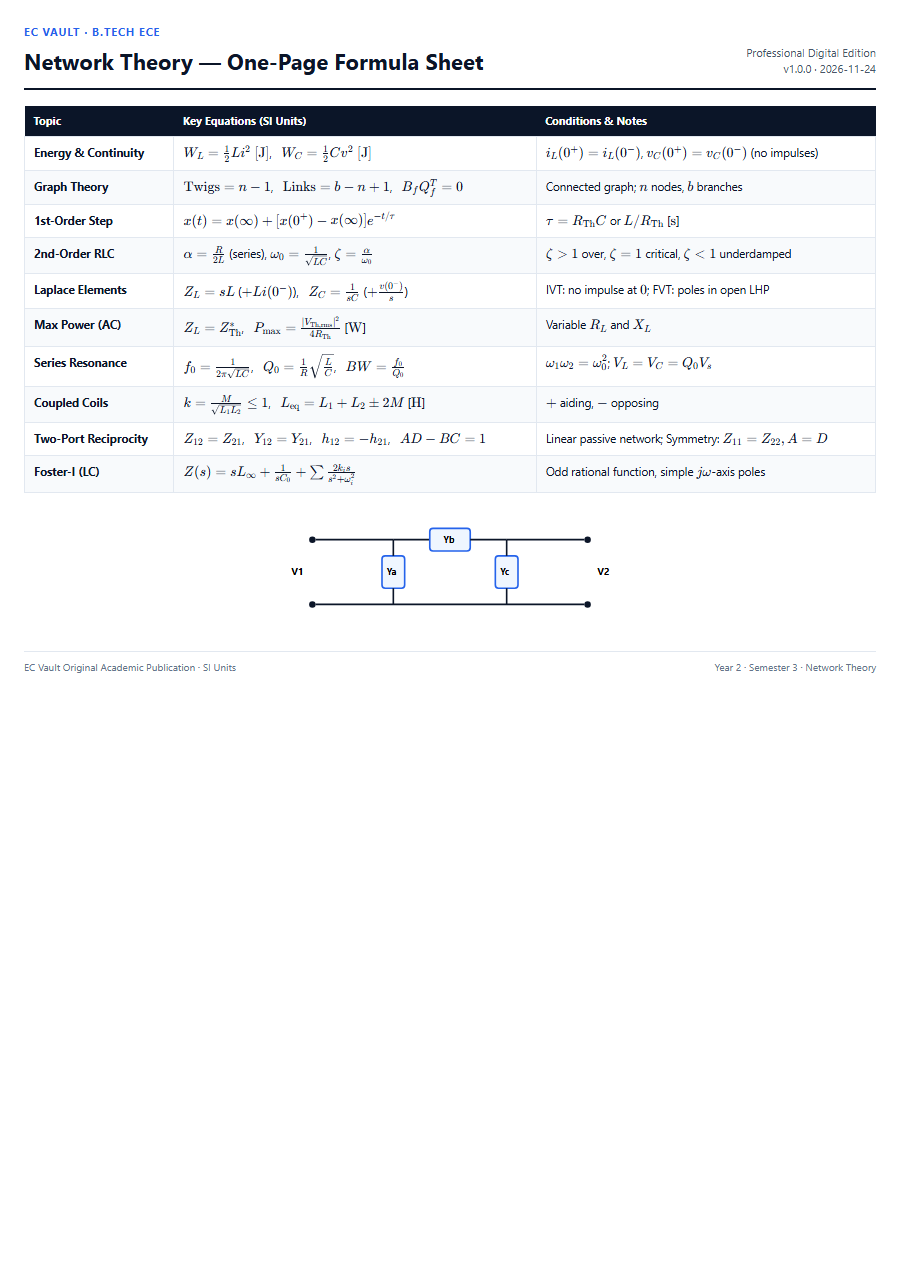 EC VAULT · B.TECH ECE
Network Theory — One-Page Formula Sheet
Professional Digital Edition
v1.0.0 · 2026-11-24
Topic Key Equations (SI Units) Conditions & Notes
Energy & Continuity W_L = 1/2 Li² [J], W_C = 1/2 Cv² [J] i_L(0⁺) = i_L(0⁻), v_C(0⁺) = v_C(0⁻) (no impulses)
Graph Theory Twigs = n − 1, Links = b − n + 1, B_f Q_f^T = 0 Connected graph; n nodes, b branches
1st-Order Step x(t) = x(∞) + [x(0⁺) − x(∞)]e^{−t/τ} τ = R_Th C or L/R_Th [s]
2nd-Order RLC α = R/2L (series), ω₀ = 1/√LC, ζ = α/ω₀ ζ > 1 over, ζ = 1 critical, ζ < 1 underdamped
Laplace Elements Z_L = sL (+Li(0⁻)), Z_C = 1/sC (+v(0⁻)/s) IVT: no impulse at 0; FVT: poles in open LHP
Max Power (AC) Z_L = Z*_Th, P_max = |V_Th,rms|²/4R_Th [W] Variable R_L and X_L
Series Resonance f₀ = 1/2π√LC, Q₀ = 1/R √(L/C), BW = f₀/Q₀ ω₁ω₂ = ω₀²; V_L = V_C = Q₀V_s
Coupled Coils k = M/√L₁L₂ ≤ 1, L_eq = L₁ + L₂ ± 2M [H] + aiding, − opposing
Two-Port Reciprocity Z₁₂ = Z₂₁, Y₁₂ = Y₂₁, h₁₂ = −h₂₁, AD − BC = 1 Linear passive network; Symmetry: Z₁₁ = Z₂₂, A = D
Foster-I (LC) Z(s) = sL_∞ + 1/sC₀ + ∑ 2k_i s/(s²+ω_i²) Odd rational function, simple jω-axis poles
Yb
V1 Ya Yc V2
EC Vault Original Academic Publication · SI Units
Year 2 · Semester 3 · Network Theory